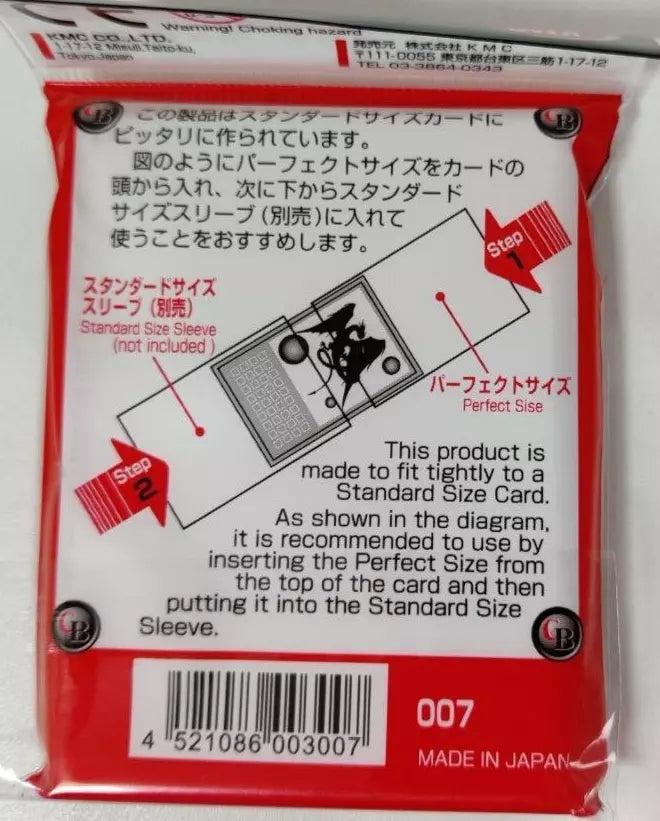 CE
Warning! Choking hazard
KMC CO.,LTD.
1-17-12 Misuji,Taito-ku,
Tokyo,Japan
発売元 株式会社KMC
〒111-0055 東京都台東区三筋1-17-12
TEL 03-3864-0343
この製品はスタンダードサイズカードに
ピッタリに作られています。
図のようにパーフェクトサイズをカードの
頭から入れ、次に下からスタンダード
サイズスリーブ(別売)に入れて
使うことをおすすめします。
Step
1
スタンダードサイズ
スリーブ(別売)
Standard Size Sleeve
(not included)
パーフェクトサイズ
Perfect Sise
Step
2
This product is
made to fit tightly to a
Standard Size Card.
As shown in the diagram,
it is recommended to use by
inserting the Perfect Size from
the top of the card and then
putting it into the Standard Size
Sleeve.
4 521086 003007
007
MADE IN JAPAN